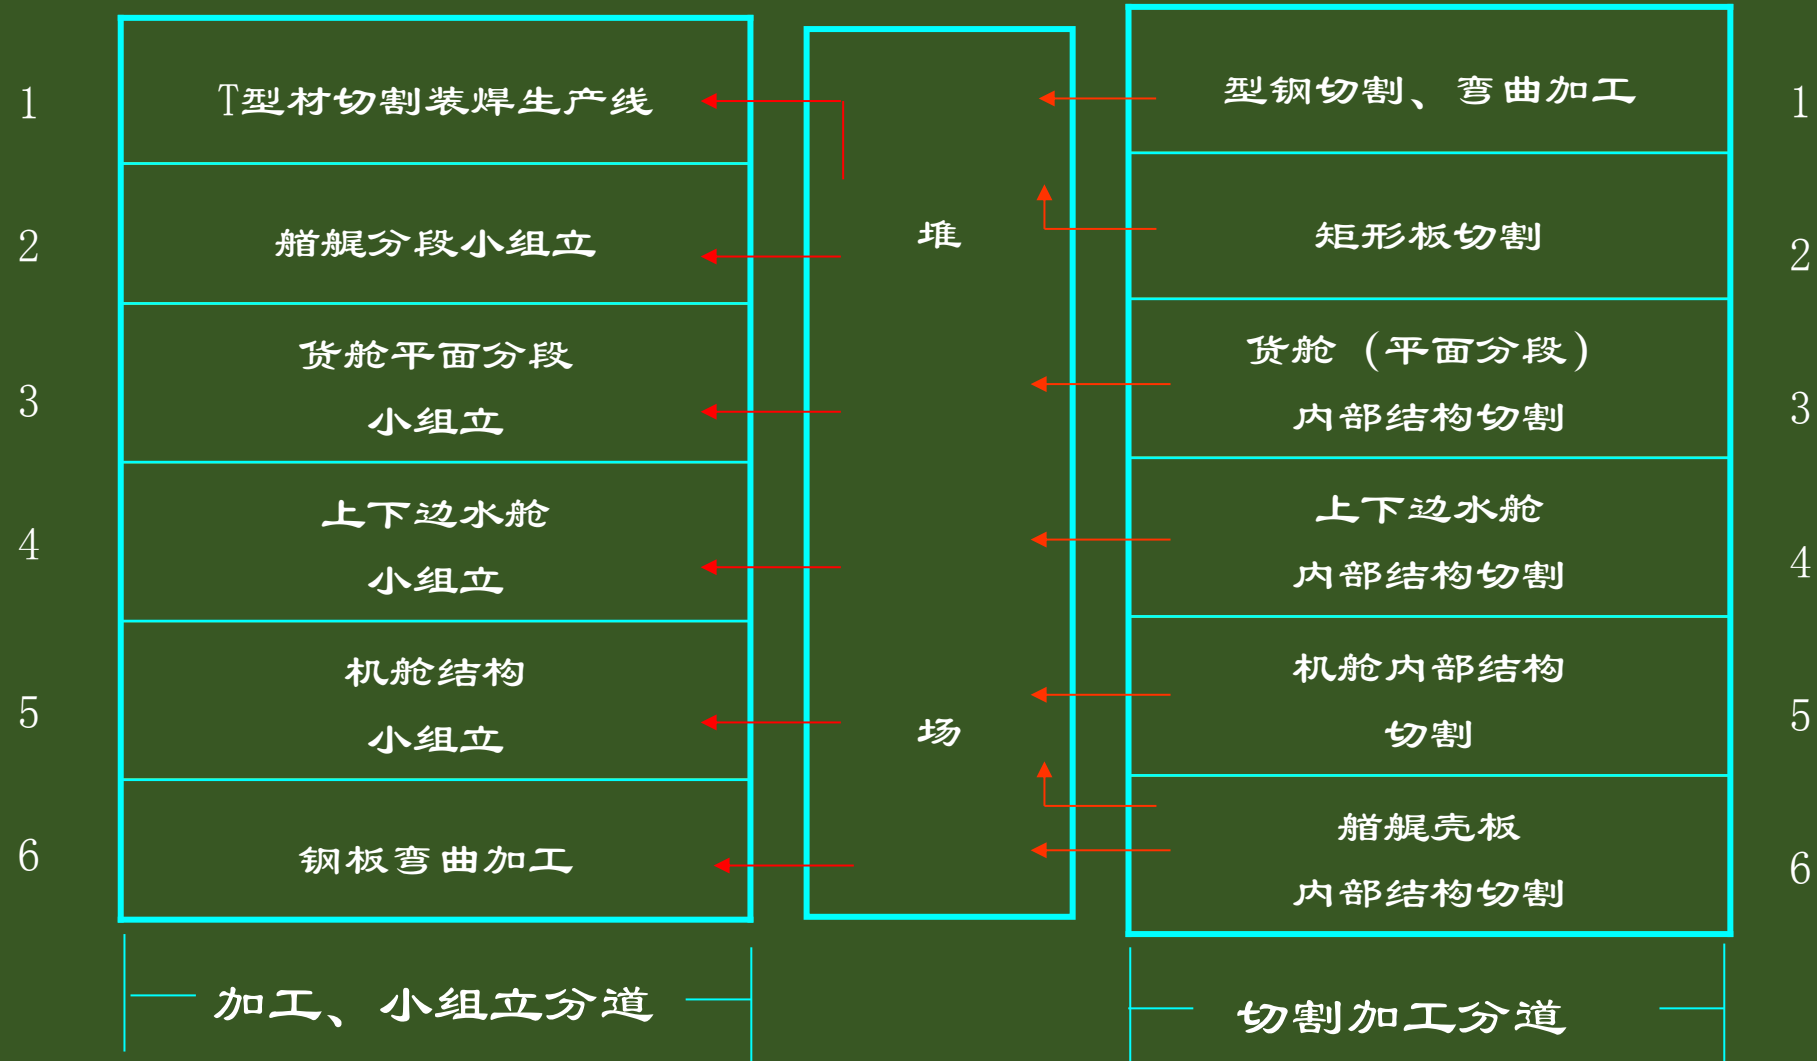 1
T型材切割装焊生产线
2
艏艉分段小组立
3
货舱平面分段
小组立
4
上下边水舱
小组立
5
机舱结构
小组立
6
钢板弯曲加工
加工、小组立分道
堆
场
型钢切割、弯曲加工
1
矩形板切割
2
货舱（平面分段）
内部结构切割
3
上下边水舱
内部结构切割
4
机舱内部结构
切割
5
艏艉壳板
内部结构切割
6
切割加工分道